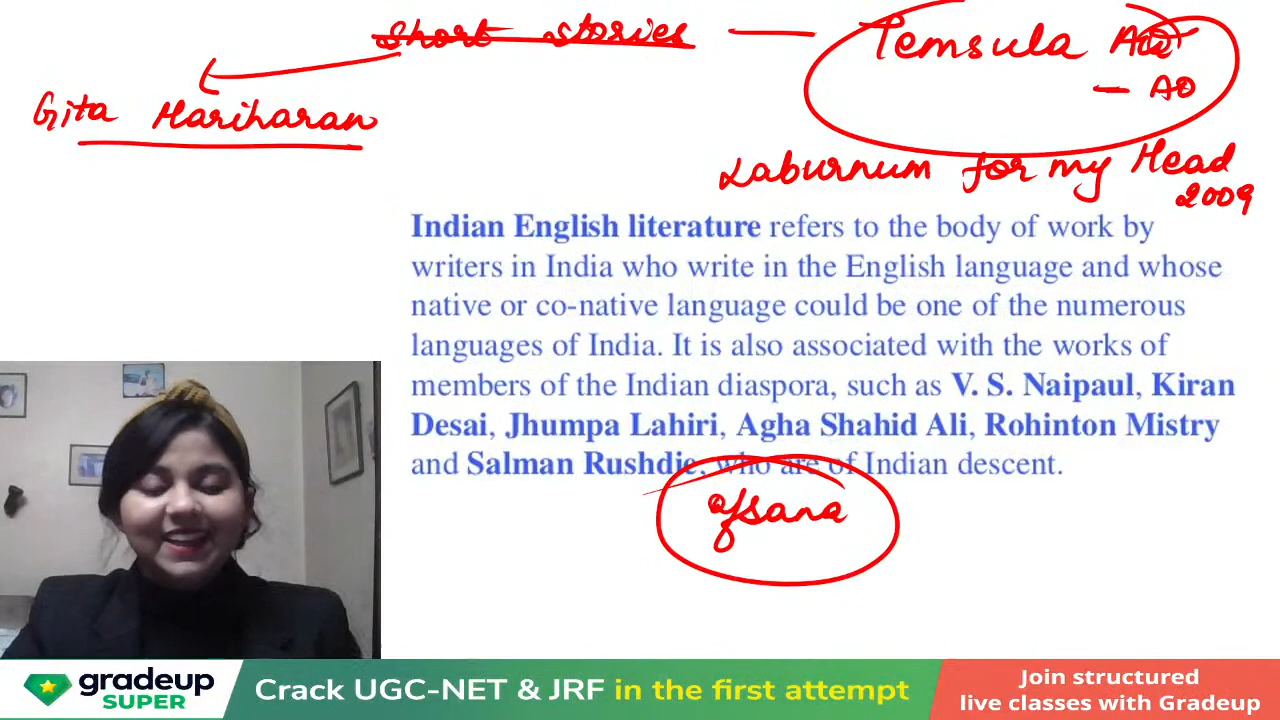 short stories — Temsula Ao
— AO
Gita Hariharan
Laburnum for my Head
2009
Indian English literature refers to the body of work by
writers in India who write in the English language and whose
native or co-native language could be one of the numerous
languages of India. It is also associated with the works of
members of the Indian diaspora, such as V. S. Naipaul, Kiran
Desai, Jhumpa Lahiri, Agha Shahid Ali, Rohinton Mistry
and Salman Rushdie, who are of Indian descent.
afsana
gradeup
SUPER
Crack UGC-NET & JRF in the first attempt
Join structured
live classes with Gradeup